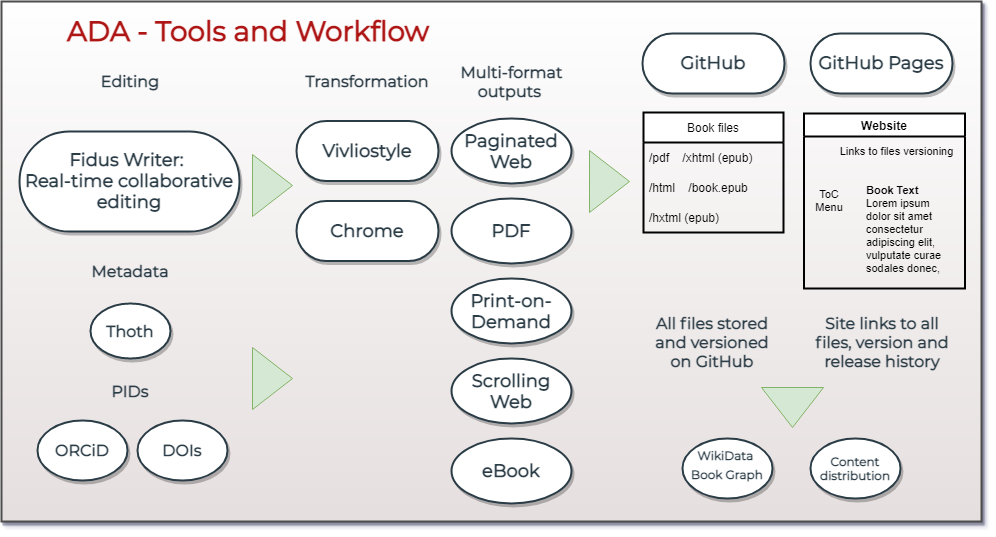 ADA - Tools and Workflow
Editing
Fidus Writer:
Real-time collaborative
editing
Metadata
Thoth
PIDs
ORCiD
DOIs
Transformation
Vivliostyle
Chrome
Multi-format
outputs
Paginated
Web
PDF
Print-on-
Demand
Scrolling
Web
eBook
GitHub
Book files
/pdf /xhtml (epub)
/html /book.epub
/hxtml (epub)
All files stored
and versioned
on GitHub
GitHub Pages
Website
Links to files versioning
ToC
Menu
Book Text
Lorem ipsum
dolor sit amet
consectetur
adipiscing elit,
vulputate curae
sodales donec,
Site links to all
files, version and
release history
WikiData
Book Graph
Content
distribution